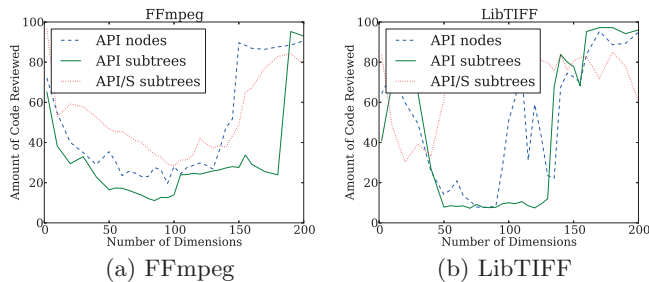 FFmpeg
Amount of Code Reviewed
100
80
60
40
20
0
API nodes
API subtrees
API/S subtrees
0 50 100 150 200
Number of Dimensions
(a) FFmpeg
LibTIFF
Amount of Code Reviewed
100
80
60
40
20
0
API nodes
API subtrees
API/S subtrees
0 50 100 150 200
Number of Dimensions
(b) LibTIFF